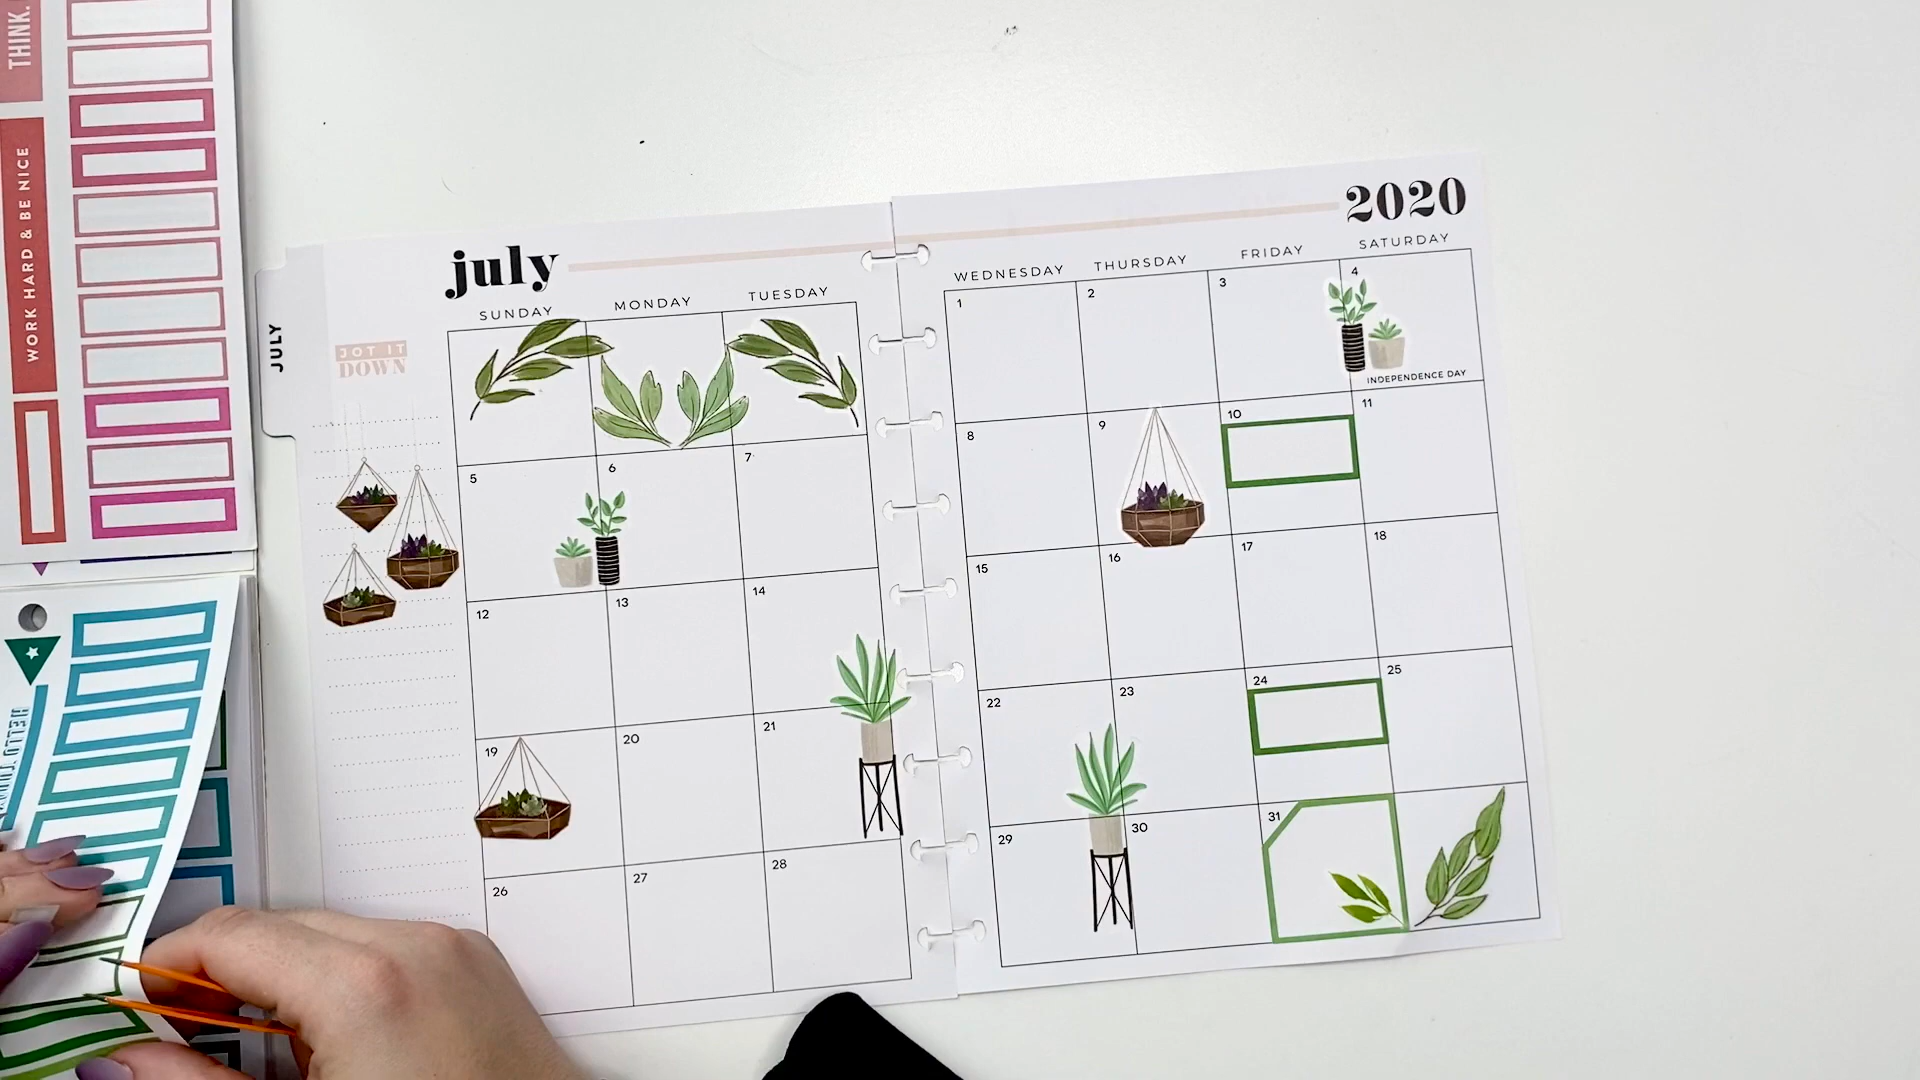 THINK.
WORK HARD & BE NICE
JULY
july
2020
SUNDAY MONDAY TUESDAY WEDNESDAY THURSDAY FRIDAY SATURDAY
JOT IT
DOWN
1 2 3 4
INDEPENDENCE DAY
5 6 7 8 9 10 11
12 13 14 15 16 17 18
19 20 21 22 23 24 25
26 27 28 29 30 31